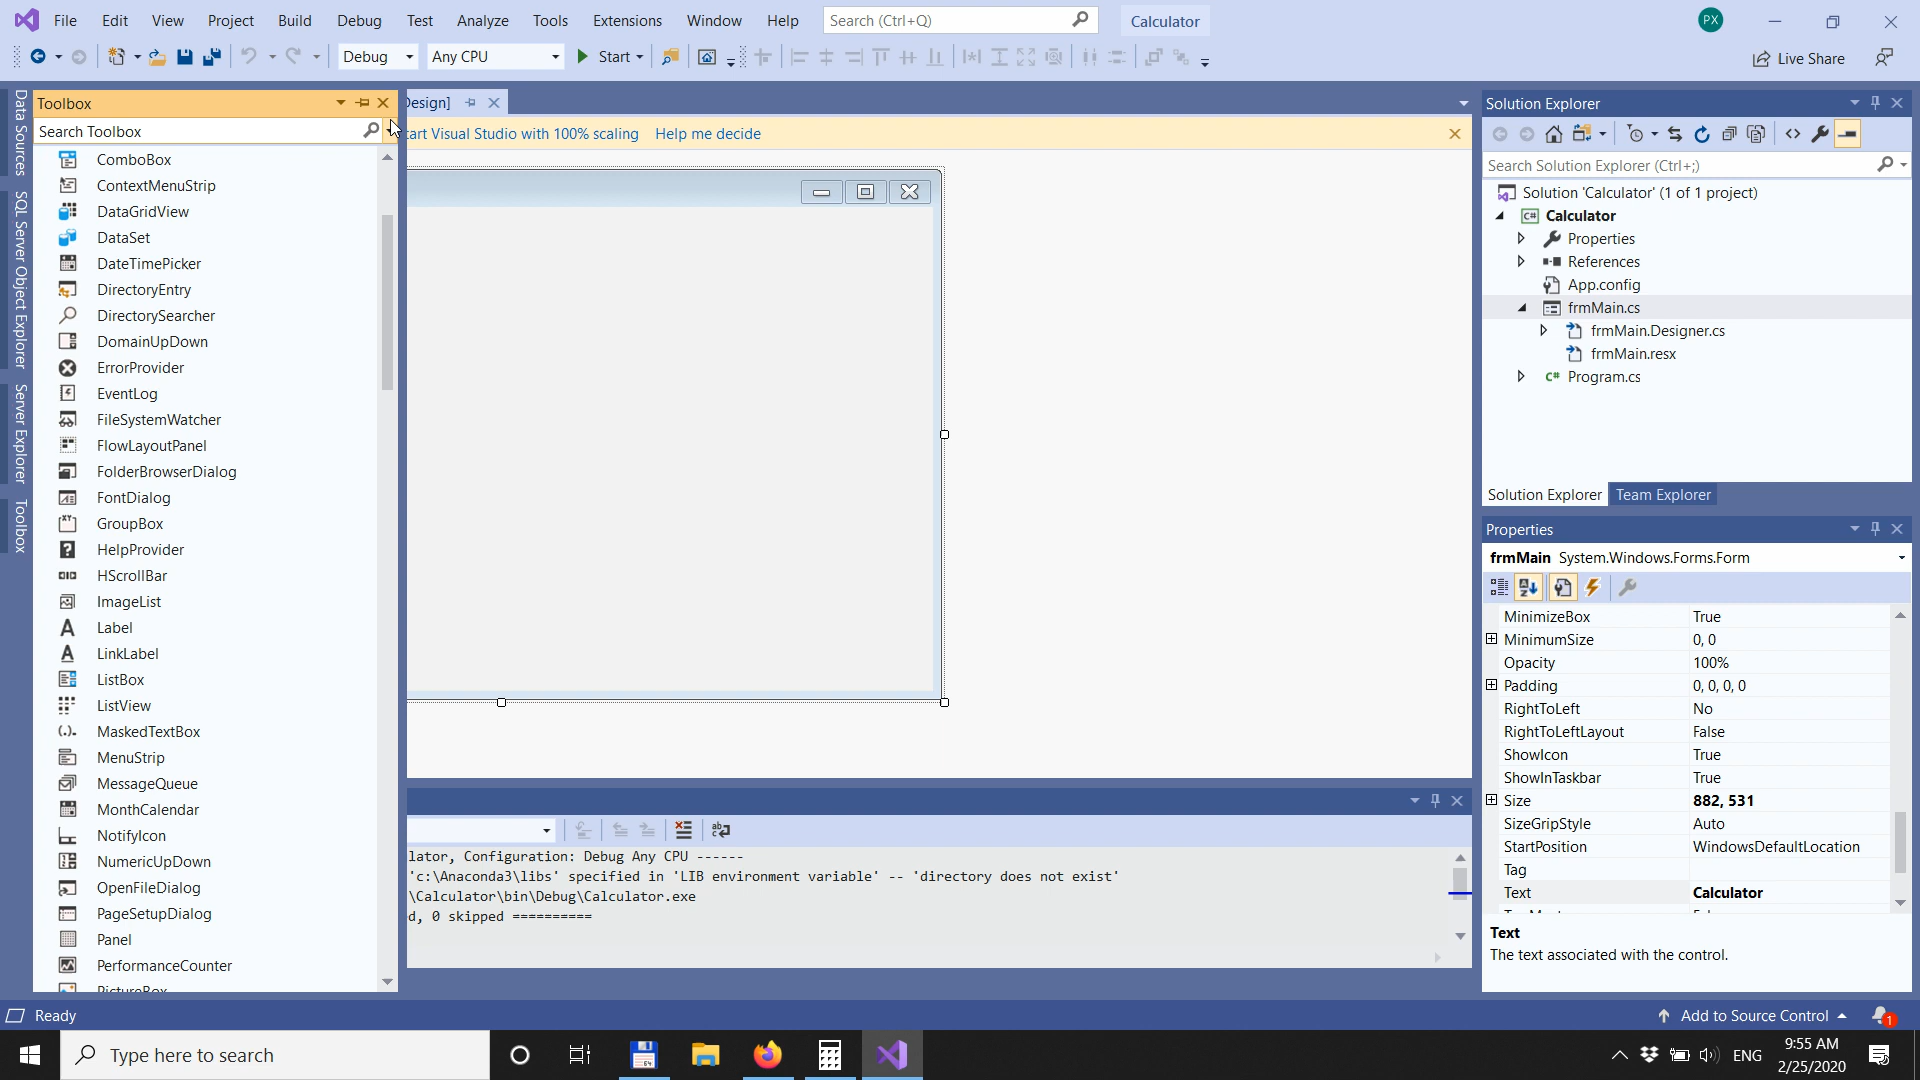 File Edit View Project Build Debug Test Analyze Tools Extensions Window Help Search (Ctrl+Q) Calculator PX
Debug Any CPU Start Live Share
Data Sources
SQL Server Object Explorer
Server Explorer
Toolbox
Toolbox
Search Toolbox
ComboBox
ContextMenuStrip
DataGridView
DataSet
DateTimePicker
DirectoryEntry
DirectorySearcher
DomainUpDown
ErrorProvider
EventLog
FileSystemWatcher
FlowLayoutPanel
FolderBrowserDialog
FontDialog
GroupBox
HelpProvider
HScrollBar
ImageList
Label
LinkLabel
ListBox
ListView
MaskedTextBox
MenuStrip
MessageQueue
MonthCalendar
NotifyIcon
NumericUpDown
OpenFileDialog
PageSetupDialog
Panel
PerformanceCounter
PictureBox
Design]
tart Visual Studio with 100% scaling Help me decide
lator, Configuration: Debug Any CPU ------
'c:\Anaconda3\libs' specified in 'LIB environment variable' -- 'directory does not exist'
\Calculator\bin\Debug\Calculator.exe
d, 0 skipped ==========
Solution Explorer
Search Solution Explorer (Ctrl+;)
Solution 'Calculator' (1 of 1 project)
C# Calculator
Properties
References
App.config
frmMain.cs
frmMain.Designer.cs
frmMain.resx
C# Program.cs
Solution Explorer Team Explorer
Properties
frmMain System.Windows.Forms.Form
MinimizeBox True
MinimumSize 0, 0
Opacity 100%
Padding 0, 0, 0, 0
RightToLeft No
RightToLeftLayout False
ShowIcon True
ShowInTaskbar True
Size 882, 531
SizeGripStyle Auto
StartPosition WindowsDefaultLocation
Tag
Text Calculator
Text
The text associated with the control.
Ready Add to Source Control 1
Type here to search 64 ENG 9:55 AM
2/25/2020